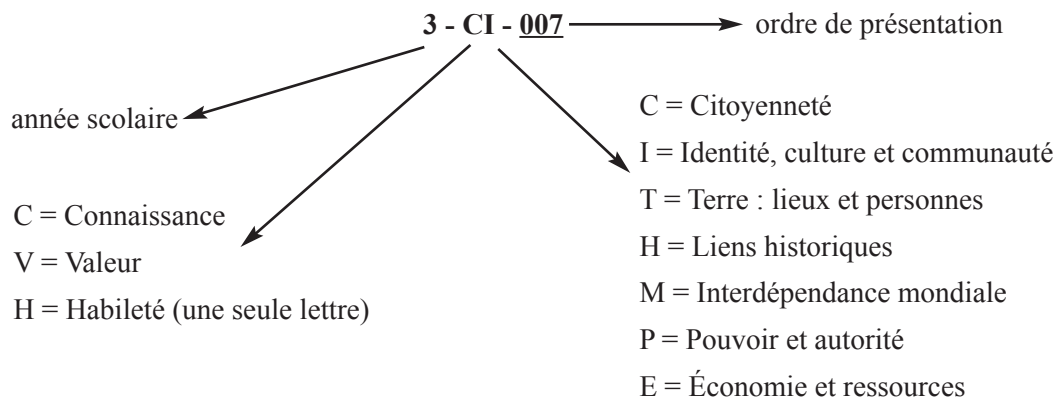 3 - CI - 007
ordre de présentation
année scolaire
C = Connaissance
V = Valeur
H = Habileté (une seule lettre)
C = Citoyenneté
I = Identité, culture et communauté
T = Terre : lieux et personnes
H = Liens historiques
M = Interdépendance mondiale
P = Pouvoir et autorité
E = Économie et ressources